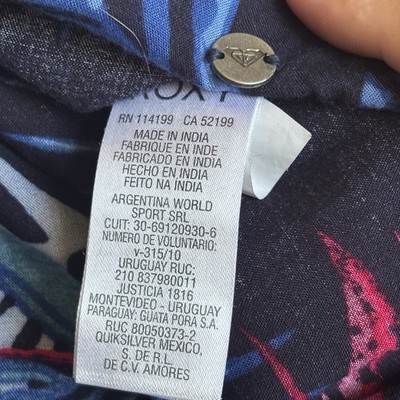 ROXY
RN 114199 CA 52199
MADE IN INDIA
FABRIQUE EN INDE
FABRICADO EN INDIA
HECHO EN INDIA
FEITO NA INDIA
ARGENTINA WORLD
SPORT SRL
CUIT: 30-69120930-6
NUMERO DE VOLUNTARIO:
v-315/10
URUGUAY RUC:
210 837980011
JUSTICIA 1816
MONTEVIDEO - URUGUAY
PARAGUAY: GUATA PORA S.A.
RUC 80050373-2
QUIKSILVER MEXICO,
S. DE R.L.
DE C.V. AMORES